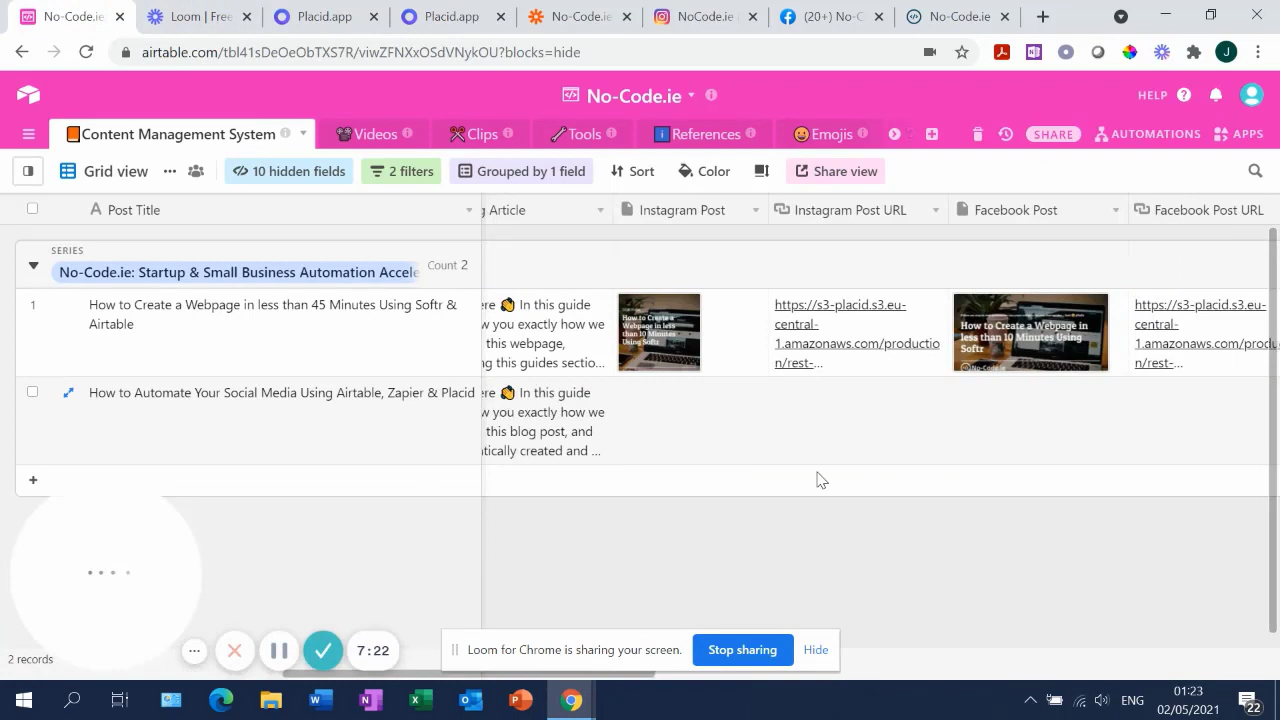 No-Code.ie
Loom | Free
Placid.app
Placid.app
No-Code.ie
NoCode
(20+) No
No-Code.ie
J
airtable.com/tbl41sDeOeObTXS7R/viwZFNXxOSdVNykOU?blocks=hide
No-Code.ie
HELP
Content Management System
Videos
Clips
Tools
References
Emojis
SHARE
AUTOMATIONS
APPS
Grid view
10 hidden fields
2 filters
Grouped by 1 field
Sort
Color
Share view
Post Title
g Article
Instagram Post
Instagram Post URL
Facebook Post
Facebook Post URL
SERIES
No-Code.ie: Startup & Small Business Automation Accele
Count 2
1
How to Create a Webpage in less than 45 Minutes Using Softr &
Airtable
ere 👏 In this guide
w you exactly how we
this webpage,
ng this guides sectio...
How to Create a
Webpage in less
than 10 Minutes
Using Softr
https://s3-placid.s3.eu-
central-
1.amazonaws.com/productio
n/rest-...
How to Create a Webpage in
less than 10 Minutes Using
Softr
No-Code.ie
https://s3-placid.s3.eu-
central-
1.amazonaws.com/productio
n/rest-...
How to Automate Your Social Media Using Airtable, Zapier & Placid
ere 👏 In this guide
w you exactly how we
this blog post, and
atically created and ...
+
7:22
Loom for Chrome is sharing your screen.
Stop sharing
Hide
2 records
ENG
01:23
02/05/2021
22